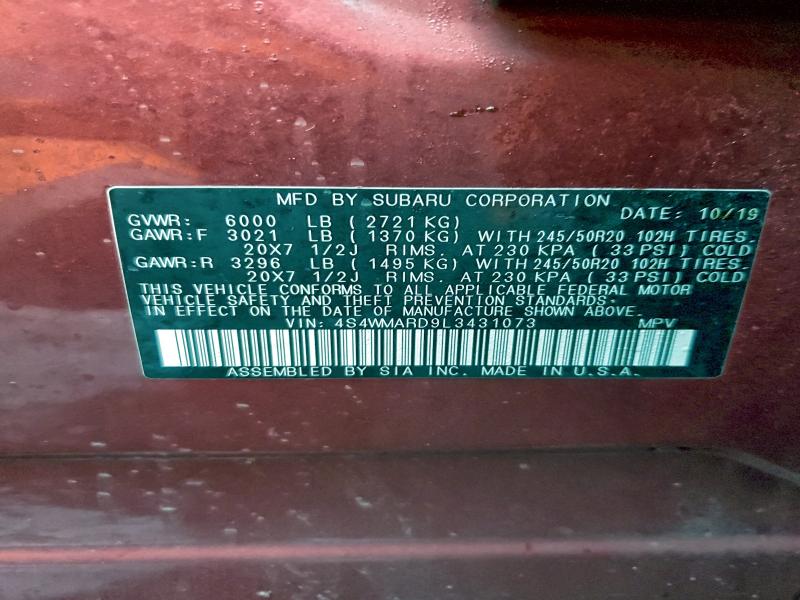 MFD BY SUBARU CORPORATION
GVWR: 6000 LB ( 2721 KG) DATE: 10/19
GAWR:F 3021 LB ( 1370 KG) WITH 245/50R20 102H TIRES.
20X7 1/2J RIMS. AT 230 KPA ( 33 PSI) COLD
GAWR:R 3296 LB ( 1495 KG) WITH 245/50R20 102H TIRES.
20X7 1/2J RIMS. AT 230 KPA ( 33 PSI) COLD
THIS VEHICLE CONFORMS TO ALL APPLICABLE FEDERAL MOTOR
VEHICLE SAFETY AND THEFT PREVENTION STANDARDS.
IN EFFECT ON THE DATE OF MANUFACTURE SHOWN ABOVE.
VIN: 4S4WMARD9L3431073 MPV
ASSEMBLED BY SIA INC. MADE IN U.S.A.